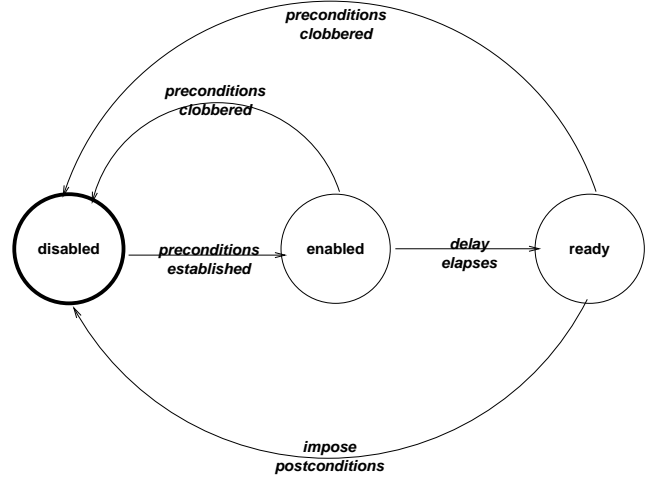 preconditions
clobbered
preconditions
clobbered
disabled
preconditions
established
enabled
delay
elapses
ready
impose
postconditions